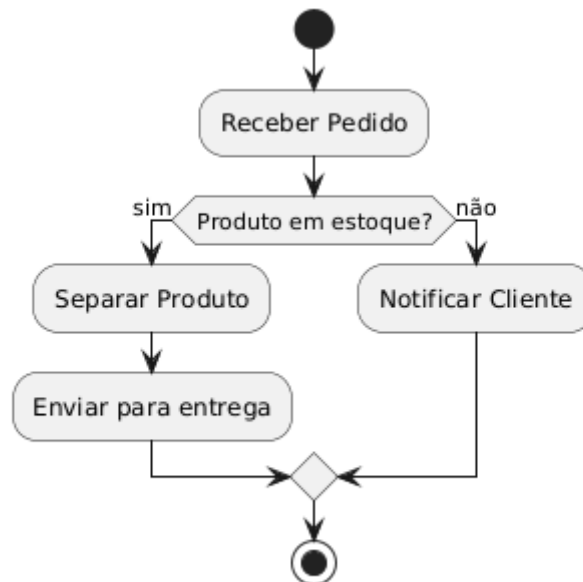 Receber Pedido
sim
Produto em estoque?
não
Separar Produto
Notificar Cliente
Enviar para entrega